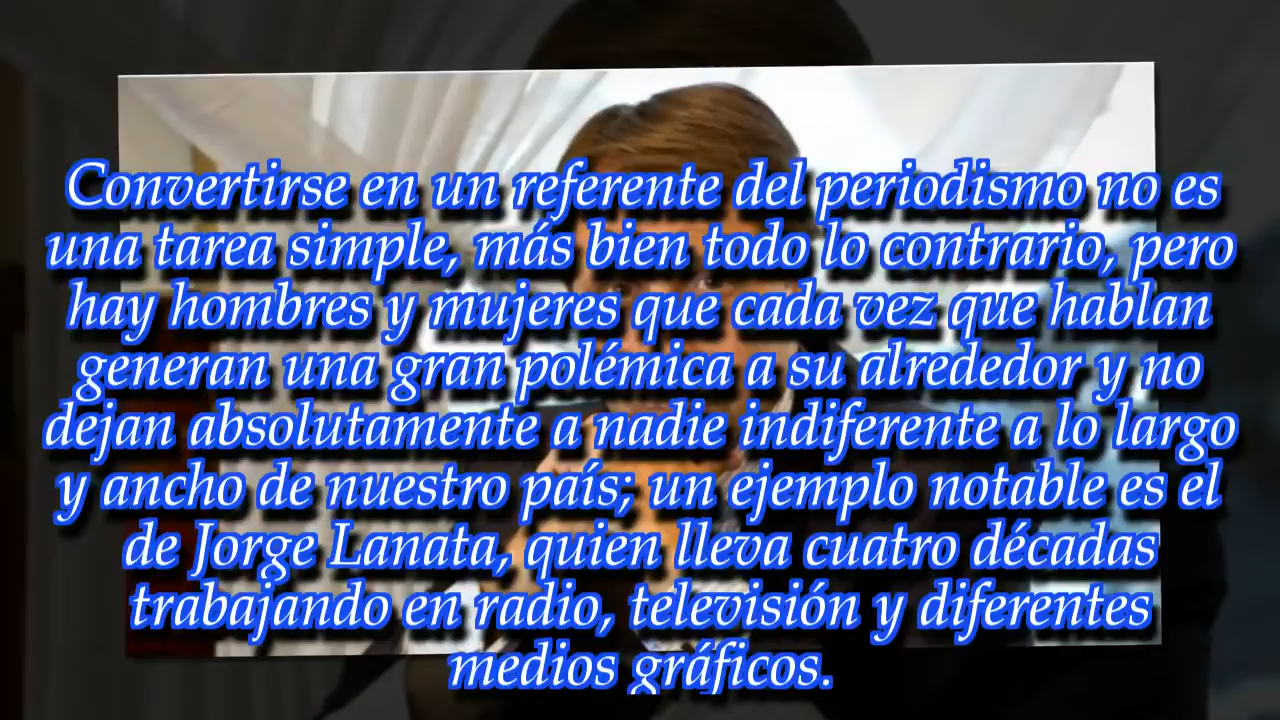 Convertirse en un referente del periodismo no es
una tarea simple, más bien todo lo contrario, pero
hay hombres y mujeres que cada vez que hablan
generan una gran polémica a su alrededor y no
dejan absolutamente a nadie indiferente a lo largo
y ancho de nuestro país; un ejemplo notable es el
de Jorge Lanata, quien lleva cuatro décadas
trabajando en radio, televisión y diferentes
medios gráficos.